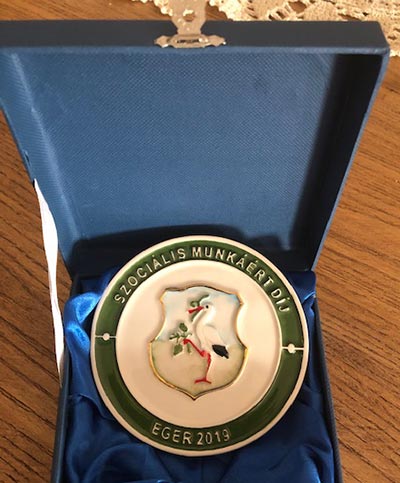 SZOCIÁLIS MUNKÁÉRT DÍJ
EGER 2019